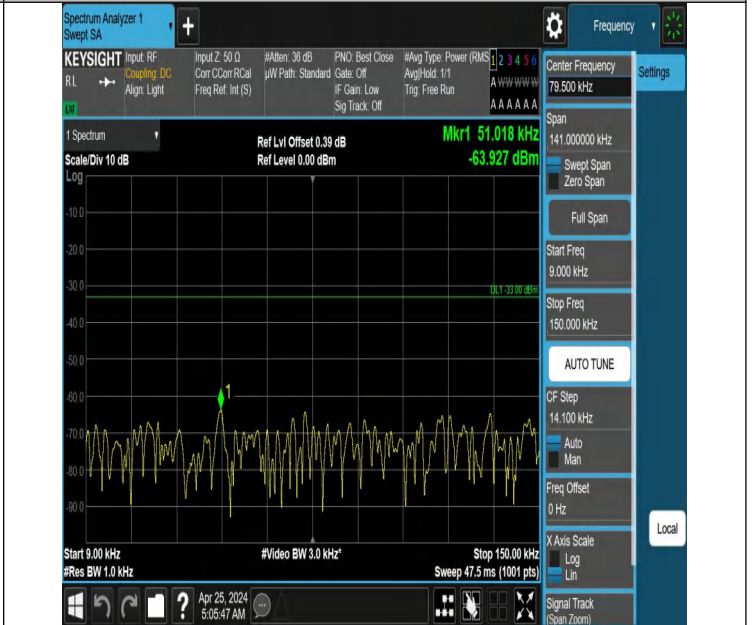 Spectrum Analyzer 1
Swept SA
+
Frequency
KEYSIGHT
RL
Input: RF
Coupling: DC
Align: Light
Input Z: 50 Ω
Corr CCorr RCal
Freq Ref: Int (S)
#Atten: 36 dB
µW Path: Standard
PNO: Best Close
Gate: Off
IF Gain: Low
Sig Track: Off
#Avg Type: Power (RMS
Avg|Hold: 1/1
Trig: Free Run
1 2 3 4 5 6
A W W W W W
A A A A A A
1 Spectrum
Scale/Div 10 dB
Log
Ref Lvl Offset 0.39 dB
Ref Level 0.00 dBm
Mkr1 51.018 kHz
-63.927 dBm
-10.0
-20.0
-30.0
DL1 -33.00 dBm
-40.0
-50.0
-60.0
1
-70.0
-80.0
-90.0
Start 9.00 kHz
#Res BW 1.0 kHz
#Video BW 3.0 kHz*
Stop 150.00 kHz
Sweep 47.5 ms (1001 pts)
Center Frequency
79.500 kHz
Settings
Span
141.000000 kHz
Swept Span
Zero Span
Full Span
Start Freq
9.000 kHz
Stop Freq
150.000 kHz
AUTO TUNE
CF Step
14.100 kHz
Auto
Man
Freq Offset
0 Hz
Local
X Axis Scale
Log
Lin
Signal Track
(Span Zoom)
?
Apr 25, 2024
5:05:47 AM